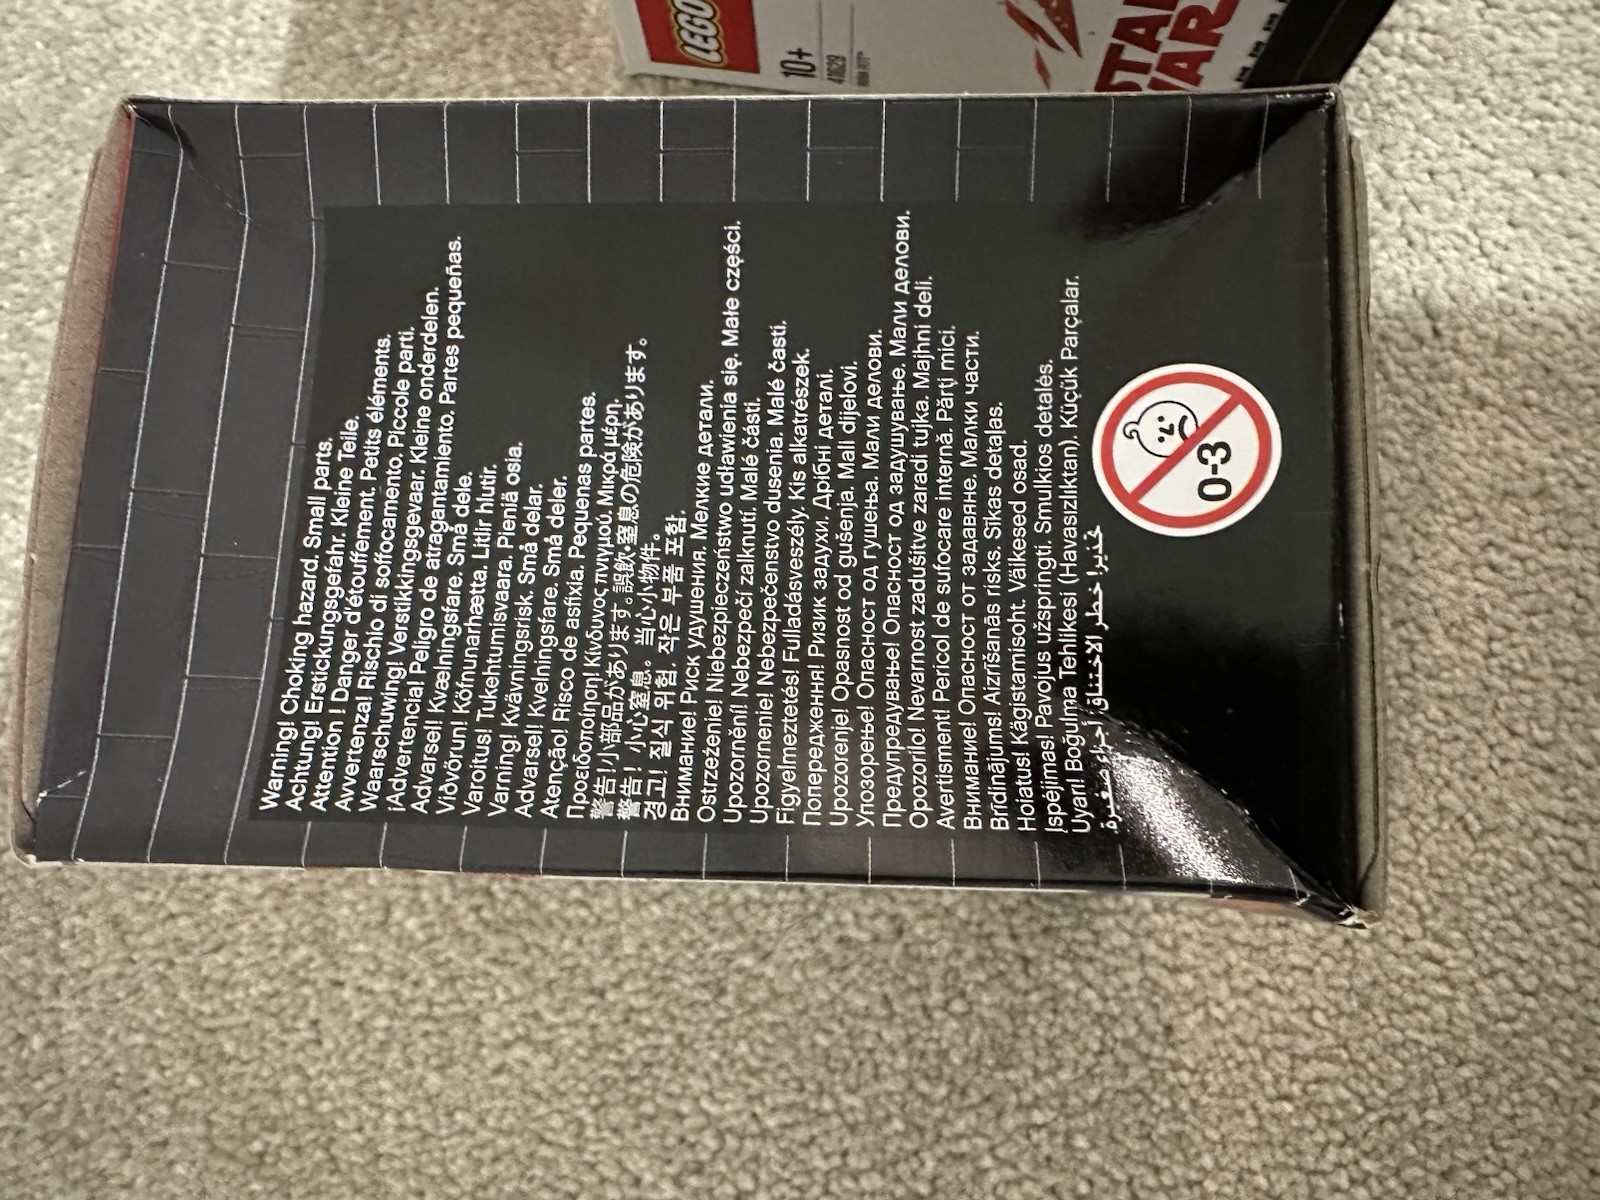 LEGO
10+
41629
STAR
WARS
Warning! Choking hazard. Small parts.
Achtung! Erstickungsgefahr. Kleine Teile.
Attention ! Danger d'étouffement. Petits éléments.
Avvertenza! Rischio di soffocamento. Piccole parti.
Waarschuwing! Verstikkingsgevaar. Kleine onderdelen.
¡Advertencia! Peligro de atragantamiento. Partes pequeñas.
Advarsel! Kvælningsfare. Små dele.
Viðvörun! Köfnunarhætta. Litlir hlutir.
Varoitus! Tukehtumisvaara. Pieniä osia.
Varning! Kvävningsrisk. Små delar.
Advarsel! Kvelningsfare. Små deler.
Atenção! Risco de asfixia. Pequenas partes.
Προειδοποίηση! Κίνδυνος πνιγμού. Μικρά μέρη.
警告!小部品があります。誤飲・窒息の危険があります。
警告! 小心窒息。当心小物件。
경고! 질식 위험. 작은 부품 포함.
Внимание! Риск удушения. Мелкие детали.
Ostrzeżenie! Niebezpieczeństwo udławienia się. Małe części.
Upozornění! Nebezpečí zalknutí. Malé části.
Upozornenie! Nebezpečenstvo dusenia. Malé časti.
Figyelmeztetés! Fulladásveszély. Kis alkatrészek.
Попередження! Ризик задухи. Дрібні деталі.
Upozorenje! Opasnost od gušenja. Mali dijelovi.
Упозорење! Опасност од гушења. Мали делови.
Предупредување! Опасност од задушување. Мали делови.
Opozorilo! Nevarnost zadušitve zaradi tujka. Majhni deli.
Avertisment! Pericol de sufocare internă. Părți mici.
Внимание! Опасност от задавяне. Малки части.
Brīdinājums! Aizrīšanās risks. Sīkas detaļas.
Hoiatus! Kägistamisoht. Väikesed osad.
Įspėjimas! Pavojus užspringti. Smulkios detalės.
Uyarı! Boğulma Tehlikesi (Havasızlıktan). Küçük Parçalar.
تحذير! خطر الاختناق. أجزاء صغيرة.
0-3